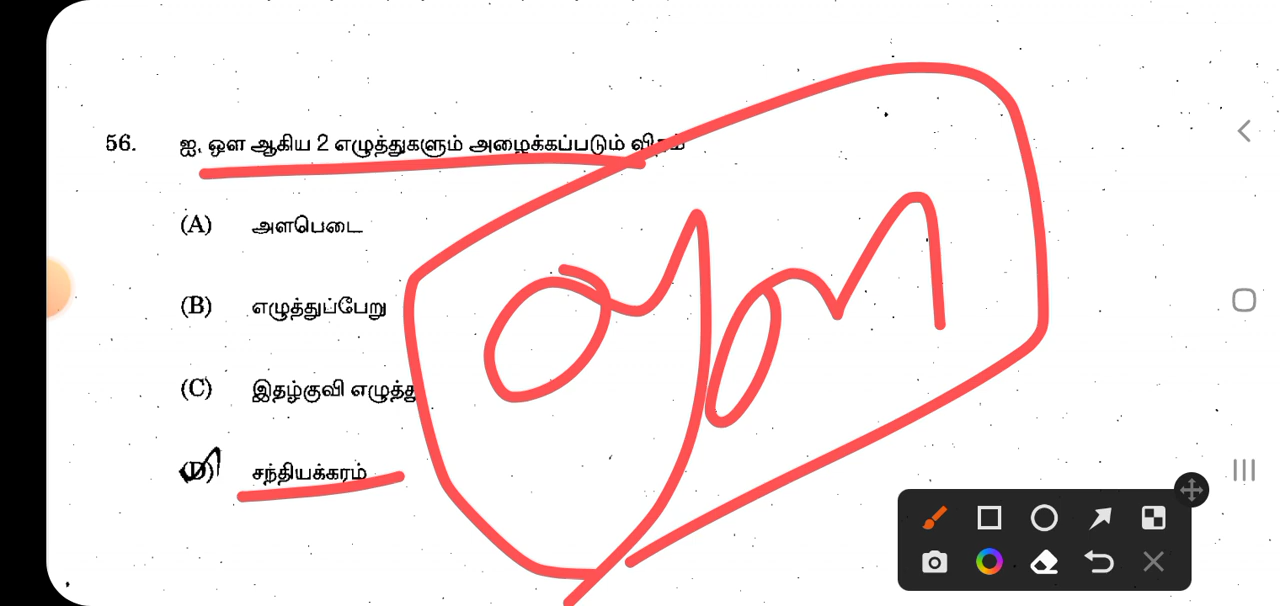 56. ஐ, ஔ ஆகிய 2 எழுத்துகளும் அழைக்கப்படும் விதம்
(A) அளபெடை
(B) எழுத்துப்பேறு
(C) இதழ்குவி எழுத்து
(D) சந்தியக்கரம்